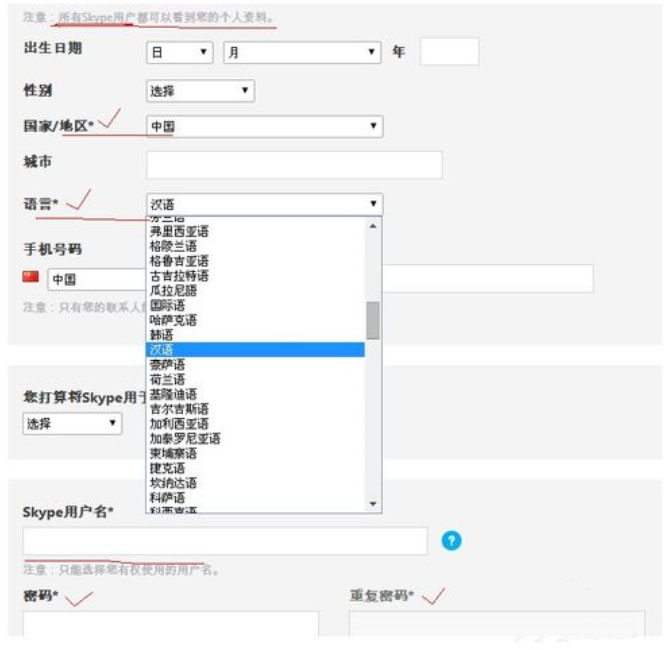 注意：所有Skype用户都可以看到您的个人资料。
出生日期 日 月 年
性别 选择
国家/地区* 中国
城市
语言* 汉语
芬兰语
弗里西亚语
格陵兰语
格鲁吉亚语
手机号码
古吉拉特语
瓜拉尼語
中国
国际语
注意：只有您的联系人
哈萨克语
韩语
汉语
豪萨语
荷兰语
您打算将Skype用于
基隆迪语
吉尔吉斯语
选择
加利西亚语
加泰罗尼亚语
柬埔寨语
捷克语
坎纳达语
科萨语
科西嘉语
Skype用户名*
?
注意：只能选择您有权使用的用户名。
密码* 重复密码*